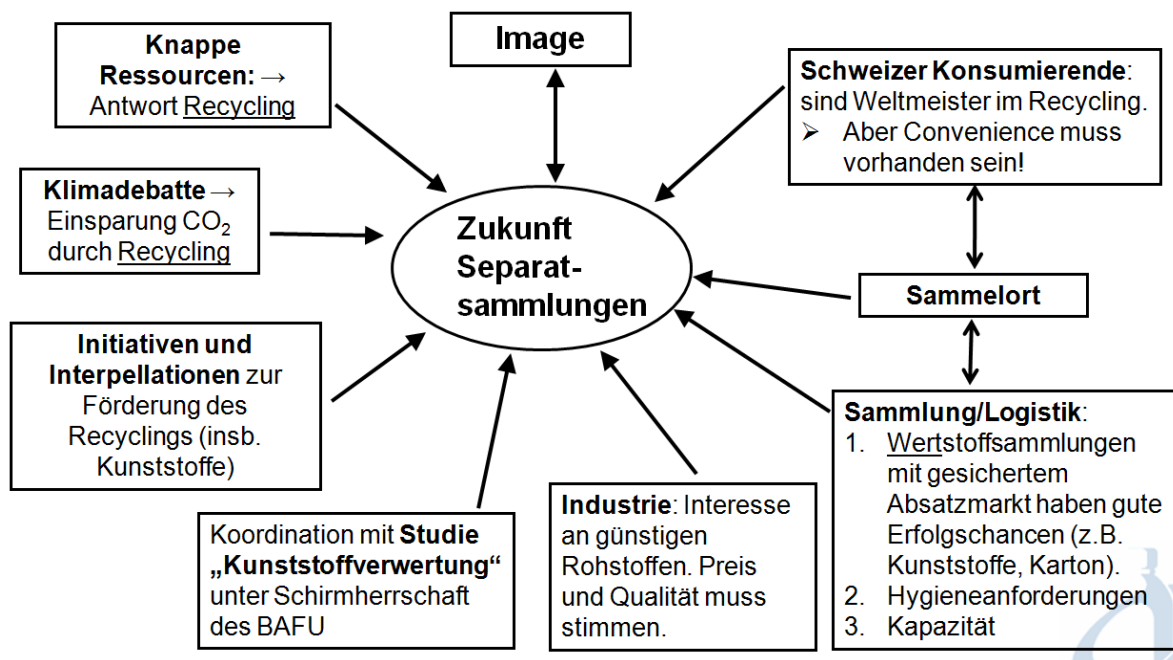 Knappe
Ressourcen: →
Antwort Recycling
Image
Schweizer Konsumierende:
sind Weltmeister im Recycling.
➢ Aber Convenience muss
vorhanden sein!
Klimadebatte →
Einsparung CO₂
durch Recycling
Zukunft
Separat-
sammlungen
Sammelort
Initiativen und
Interpellationen zur
Förderung des
Recyclings (insb.
Kunststoffe)
Koordination mit Studie
„Kunststoffverwertung“
unter Schirmherrschaft
des BAFU
Industrie: Interesse
an günstigen
Rohstoffen. Preis
und Qualität muss
stimmen.
Sammlung/Logistik:
1. Wertstoffsammlungen
mit gesichertem
Absatzmarkt haben gute
Erfolgschancen (z.B.
Kunststoffe, Karton).
2. Hygieneanforderungen
3. Kapazität